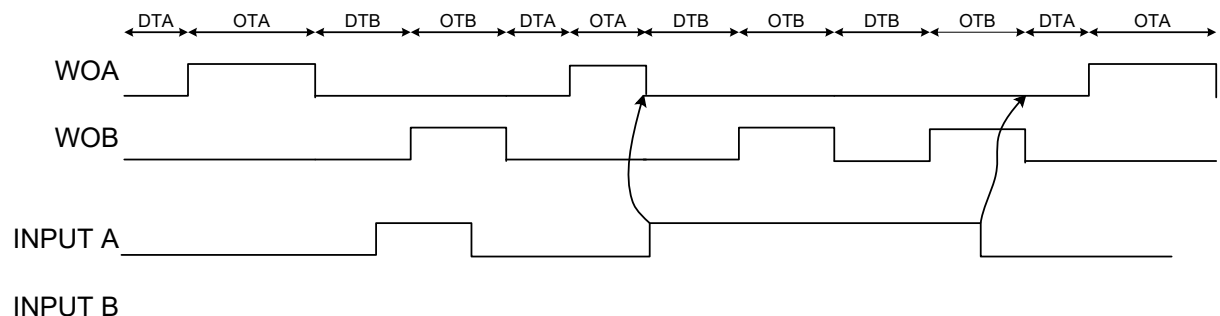 DTA OTA DTB OTB DTA OTA DTB OTB DTB OTB DTA OTA
WOA
WOB
INPUT A
INPUT B